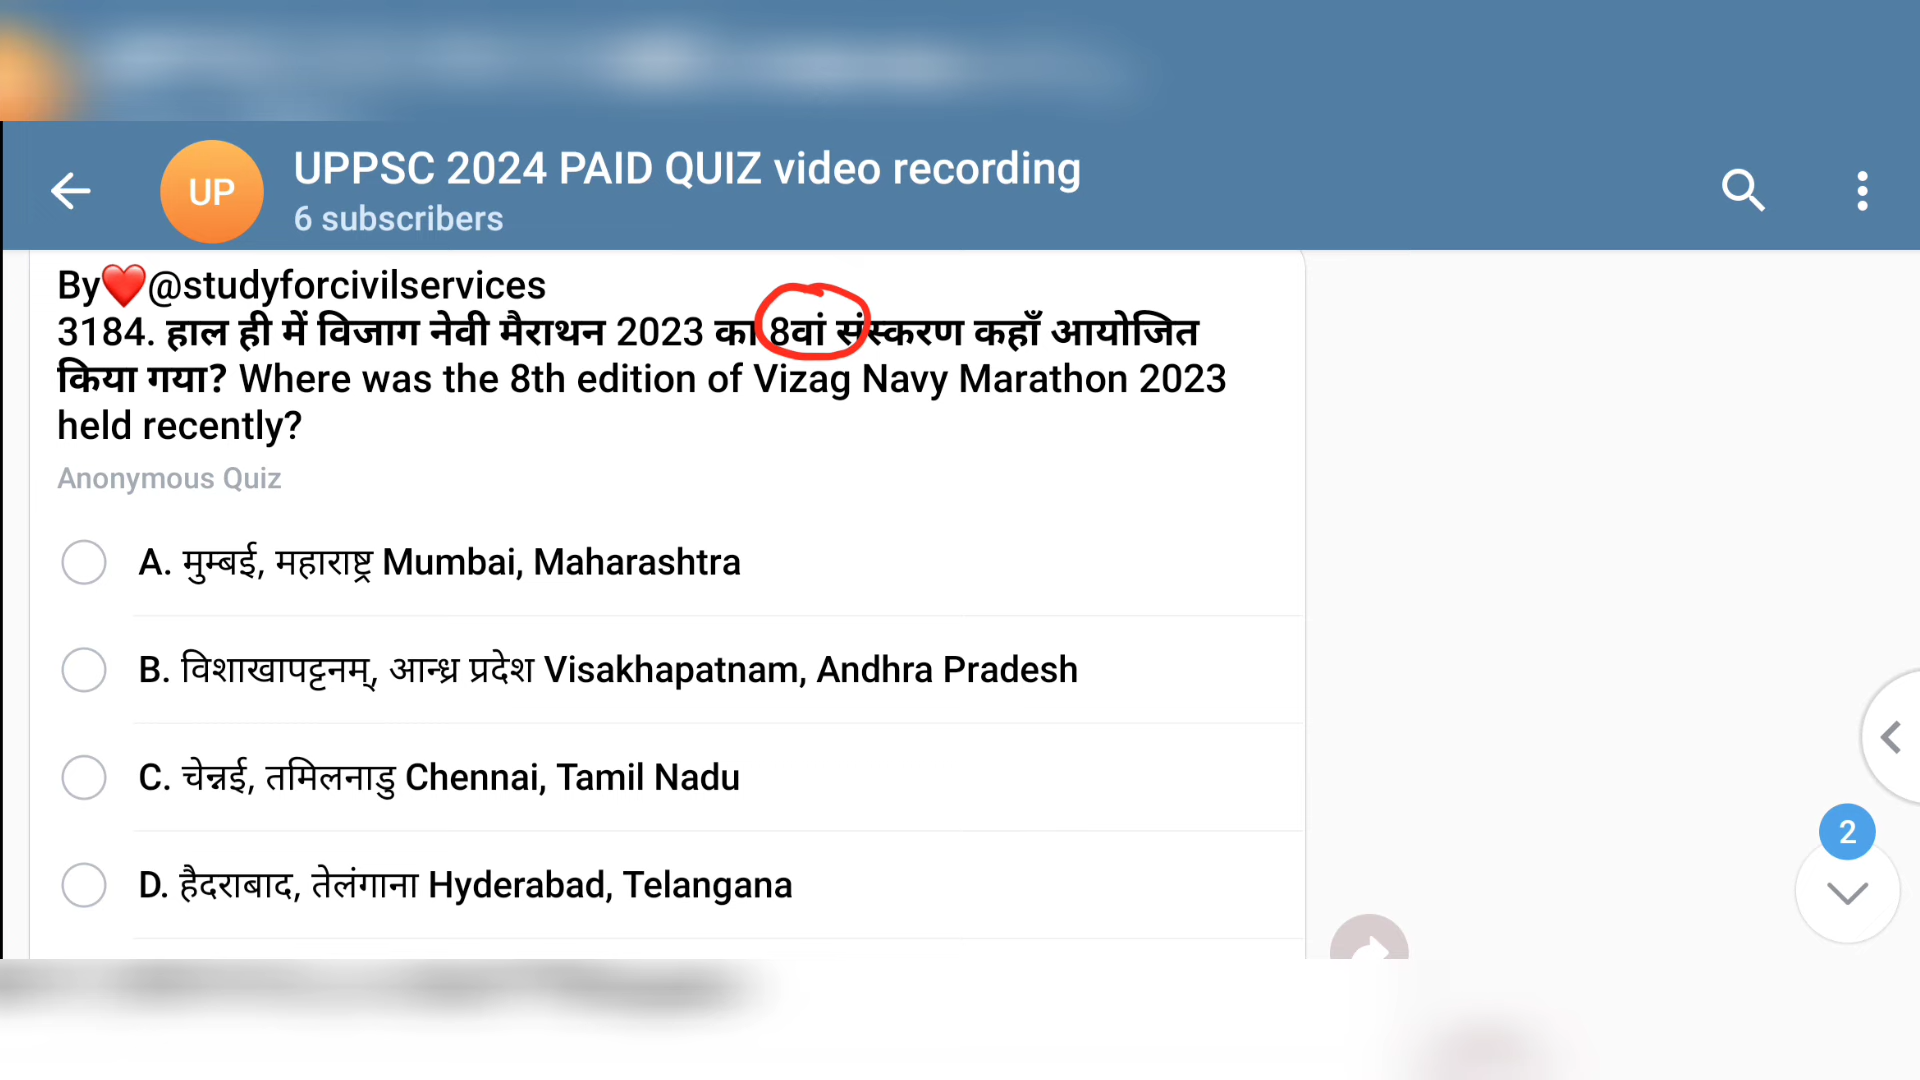 UP
UPPSC 2024 PAID QUIZ video recording
6 subscribers
By❤️@studyforcivilservices
3184. हाल ही में विजाग नेवी मैराथन 2023 का 8वां संस्करण कहाँ आयोजित
किया गया? Where was the 8th edition of Vizag Navy Marathon 2023
held recently?
Anonymous Quiz
A. मुम्बई, महाराष्ट्र Mumbai, Maharashtra
B. विशाखापट्टनम्, आन्ध्र प्रदेश Visakhapatnam, Andhra Pradesh
C. चेन्नई, तमिलनाडु Chennai, Tamil Nadu
D. हैदराबाद, तेलंगाना Hyderabad, Telangana
2